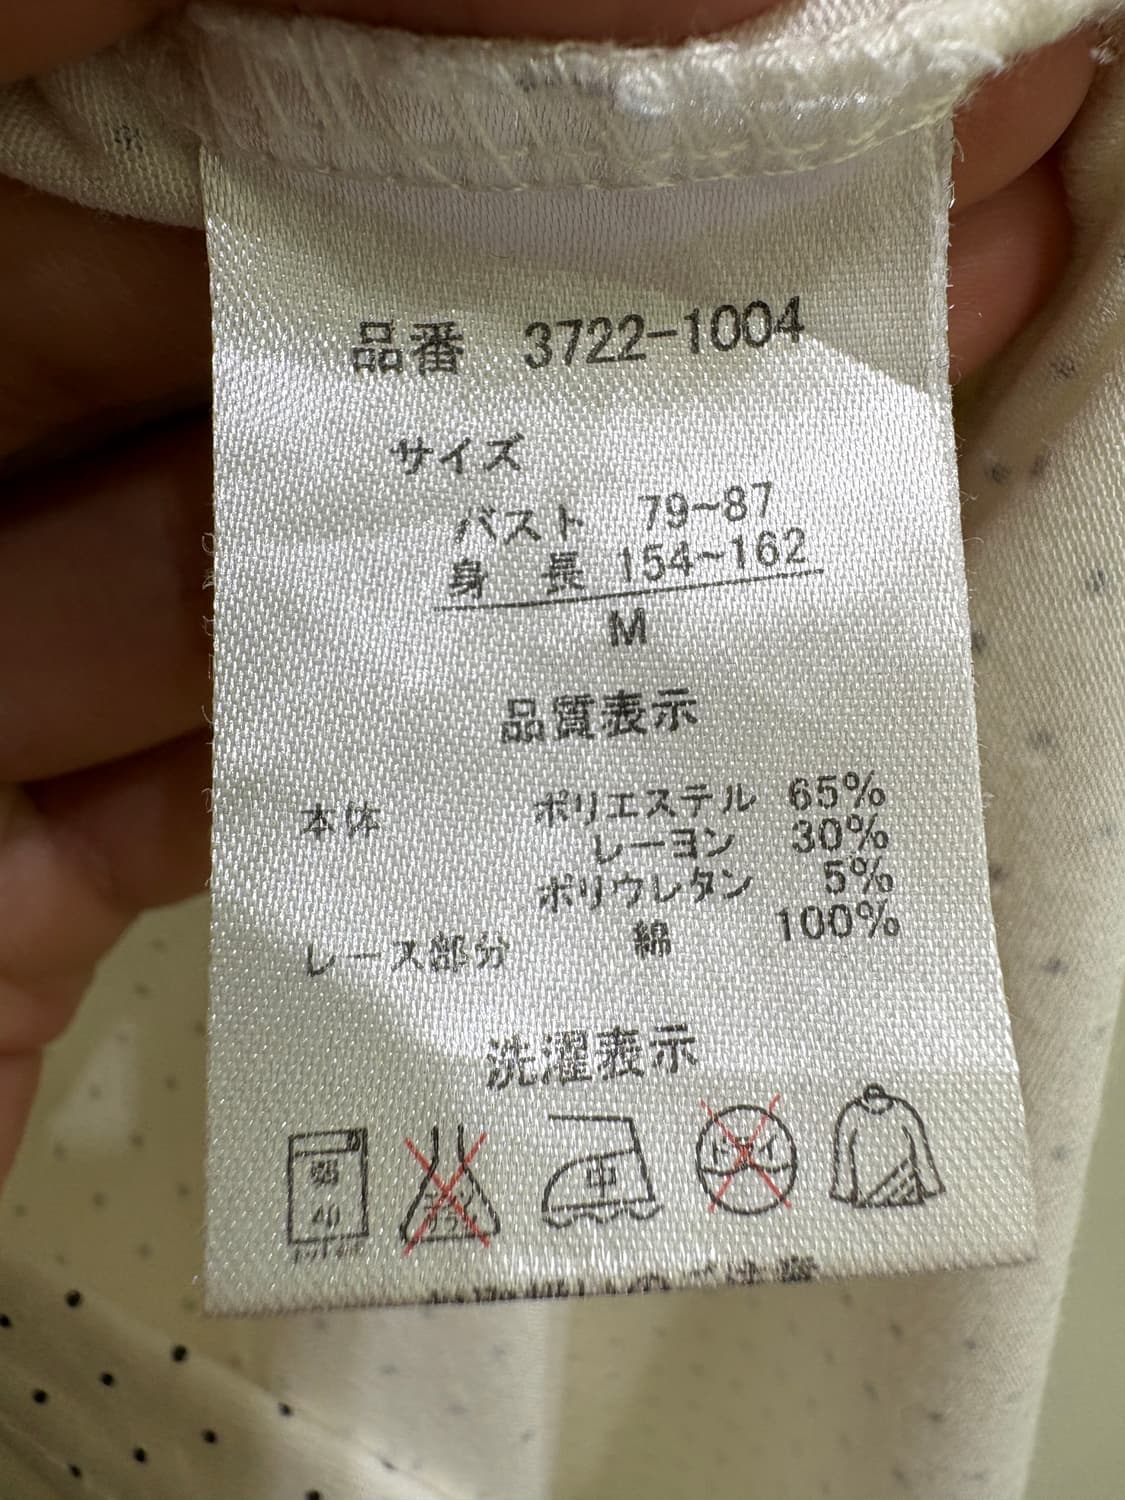 品番 3722-1004
サイズ
バスト 79~87
身長 154~162
M
品質表示
本体 ポリエステル 65%
レーヨン 30%
ポリウレタン 5%
レース部分 綿 100%
洗濯表示
弱
40
中